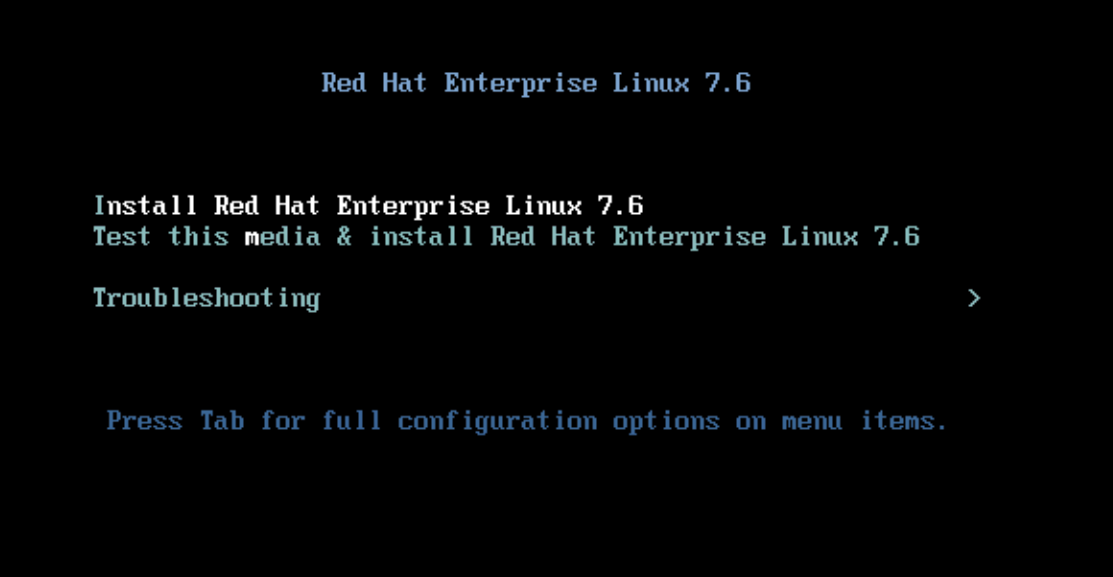 Red Hat Enterprise Linux 7.6
Install Red Hat Enterprise Linux 7.6
Test this media & install Red Hat Enterprise Linux 7.6
Troubleshooting >
Press Tab for full configuration options on menu items.